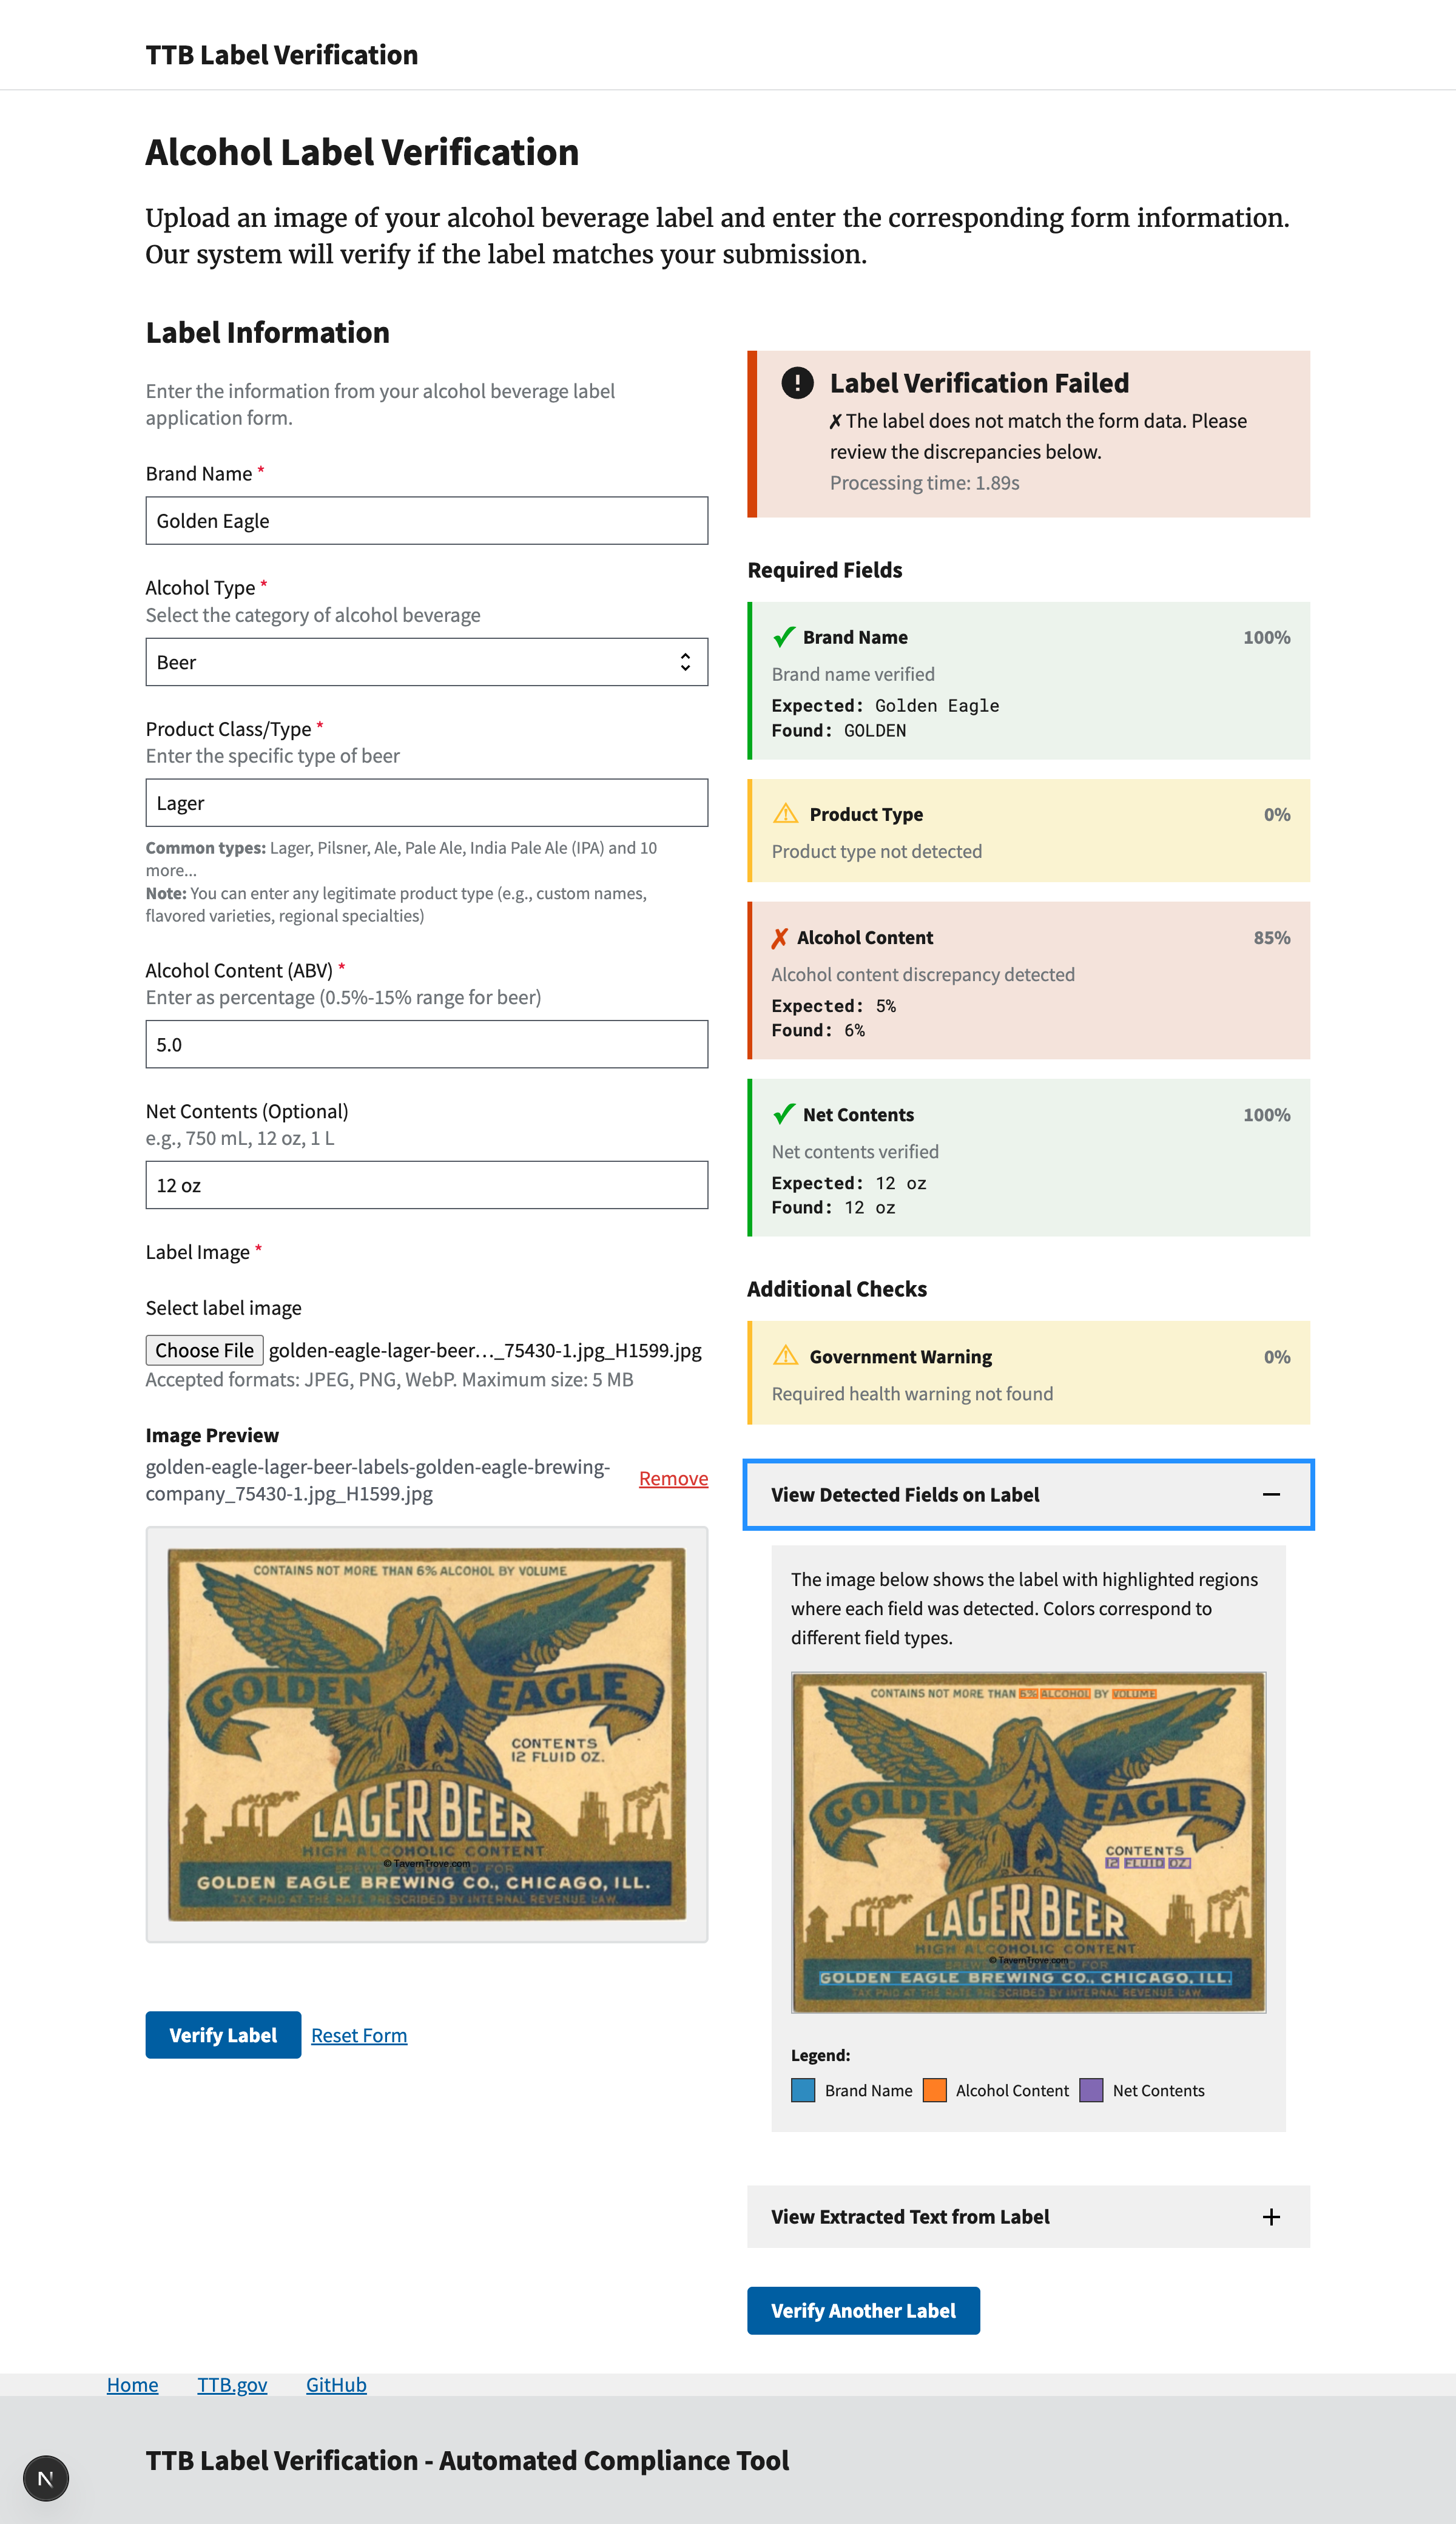 TTB Label Verification
Alcohol Label Verification
Upload an image of your alcohol beverage label and enter the corresponding form information.
Our system will verify if the label matches your submission.
Label Information
Enter the information from your alcohol beverage label
application form.
Brand Name *
Golden Eagle
Alcohol Type *
Select the category of alcohol beverage
Beer
Product Class/Type *
Enter the specific type of beer
Lager
Common types: Lager, Pilsner, Ale, Pale Ale, India Pale Ale (IPA) and 10
more...
Note: You can enter any legitimate product type (e.g., custom names,
flavored varieties, regional specialties)
Alcohol Content (ABV) *
Enter as percentage (0.5%-15% range for beer)
5.0
Net Contents (Optional)
e.g., 750 mL, 12 oz, 1 L
12 oz
Label Image *
Select label image
Choose File golden-eagle-lager-beer…_75430-1.jpg_H1599.jpg
Accepted formats: JPEG, PNG, WebP. Maximum size: 5 MB
Image Preview
golden-eagle-lager-beer-labels-golden-eagle-brewing-
company_75430-1.jpg_H1599.jpg
Remove
CONTAINS NOT MORE THAN 6% ALCOHOL BY VOLUME
GOLDEN EAGLE
CONTENTS
12 FLUID OZ.
LAGER BEER
HIGH ALCOHOLIC CONTENT
BREWED & BOTTLED FOR
© TavernTrove.com
GOLDEN EAGLE BREWING CO., CHICAGO, ILL.
TAX PAID AT THE RATE PRESCRIBED BY INTERNAL REVENUE LAW.
Verify Label
Reset Form
Label Verification Failed
✗ The label does not match the form data. Please
review the discrepancies below.
Processing time: 1.89s
Required Fields
Brand Name 100%
Brand name verified
Expected: Golden Eagle
Found: GOLDEN
Product Type 0%
Product type not detected
Alcohol Content 85%
Alcohol content discrepancy detected
Expected: 5%
Found: 6%
Net Contents 100%
Net contents verified
Expected: 12 oz
Found: 12 oz
Additional Checks
Government Warning 0%
Required health warning not found
View Detected Fields on Label
The image below shows the label with highlighted regions
where each field was detected. Colors correspond to
different field types.
CONTAINS NOT MORE THAN 6% ALCOHOL BY VOLUME
GOLDEN EAGLE
CONTENTS
12 FLUID OZ.
LAGER BEER
HIGH ALCOHOLIC CONTENT
BREWED & BOTTLED FOR
© TavernTrove.com
GOLDEN EAGLE BREWING CO., CHICAGO, ILL.
TAX PAID AT THE RATE PRESCRIBED BY INTERNAL REVENUE LAW.
Legend:
Brand Name
Alcohol Content
Net Contents
View Extracted Text from Label
Verify Another Label
Home
TTB.gov
GitHub
TTB Label Verification - Automated Compliance Tool
N